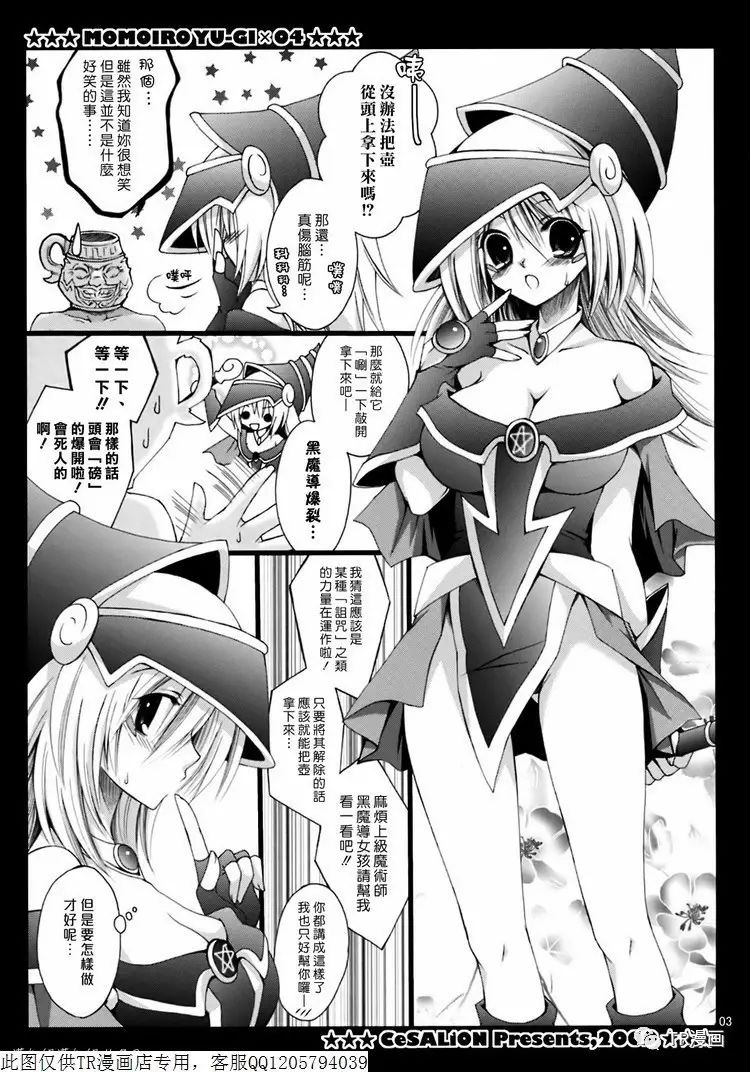 ★★★ MOMOIRO YU-GI×04 ★★★
咦—
沒辦法把壺
從頭上拿下來嗎!?
那還…
真傷腦筋呢…
噗噗
科科科…
那個…
雖然我知道妳很想笑
但是這並不是什麼
好笑的事……
噗呼
那麼就給它
「唰」一下敲開
拿下來吧—
黑魔導爆裂…
等一下、
等一下!!
那樣的話
頭會「磅」
的爆開啦!
會死人的
啊!!
我猜這應該是
某種「詛咒」之類
的力量在運作啦!
只要將其解除的話
應該就能把壺
拿下來…
麻煩上級魔術師
黑魔導女孩請幫我
看一看吧!!
你都講成這樣了
我也只好幫你囉—
但是要怎樣做
才好呢…
03
★★★ CeSALiON Presents,200
TR漫画
此图仅供TR漫画店专用，客服QQ1205794039